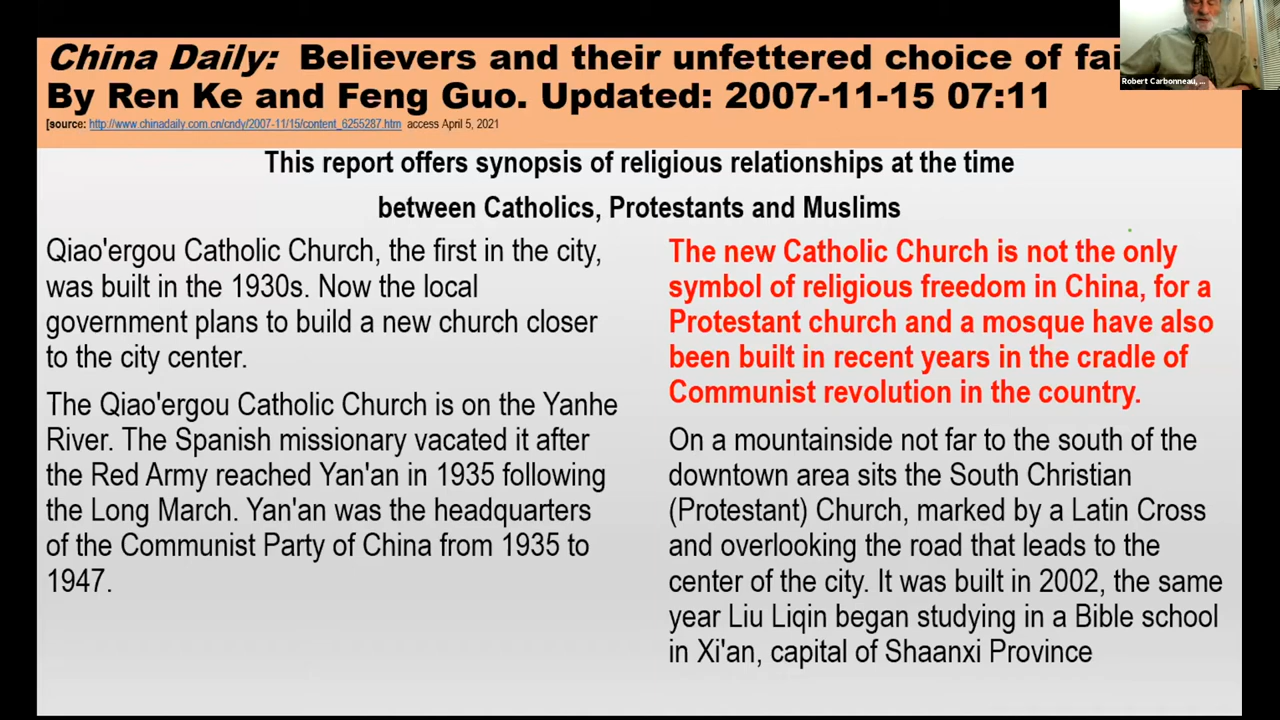 China Daily: Believers and their unfettered choice of fai
By Ren Ke and Feng Guo. Updated: 2007-11-15 07:11
[source: http://www.chinadaily.com.cn/cndy/2007-11/15/content_6255287.htm access April 5, 2021
Robert Carbonneau, ...
This report offers synopsis of religious relationships at the time
between Catholics, Protestants and Muslims
Qiao'ergou Catholic Church, the first in the city,
was built in the 1930s. Now the local
government plans to build a new church closer
to the city center.
The Qiao'ergou Catholic Church is on the Yanhe
River. The Spanish missionary vacated it after
the Red Army reached Yan'an in 1935 following
the Long March. Yan'an was the headquarters
of the Communist Party of China from 1935 to
1947.
The new Catholic Church is not the only
symbol of religious freedom in China, for a
Protestant church and a mosque have also
been built in recent years in the cradle of
Communist revolution in the country.
On a mountainside not far to the south of the
downtown area sits the South Christian
(Protestant) Church, marked by a Latin Cross
and overlooking the road that leads to the
center of the city. It was built in 2002, the same
year Liu Liqin began studying in a Bible school
in Xi'an, capital of Shaanxi Province